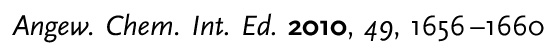 Angew. Chem. Int. Ed. 2010, 49, 1656–1660